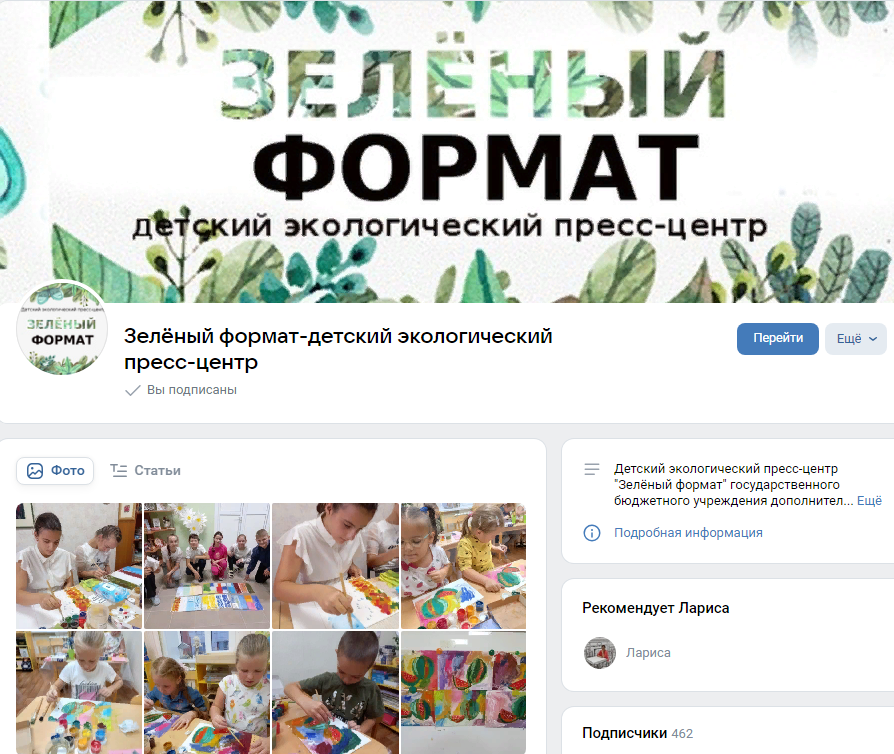 ЗЕЛЁНЫЙ
ФОРМАТ
детский экологический пресс-центр
Детский экологический пресс-центр
ЗЕЛЁНЫЙ
ФОРМАТ
Зелёный формат-детский экологический
пресс-центр
Вы подписаны
Перейти
Ещё
Фото
Статьи
Детский экологический пресс-центр
"Зелёный формат" государственного
бюджетного учреждения дополнител... Ещё
Подробная информация
Рекомендует Лариса
Лариса
Подписчики 462